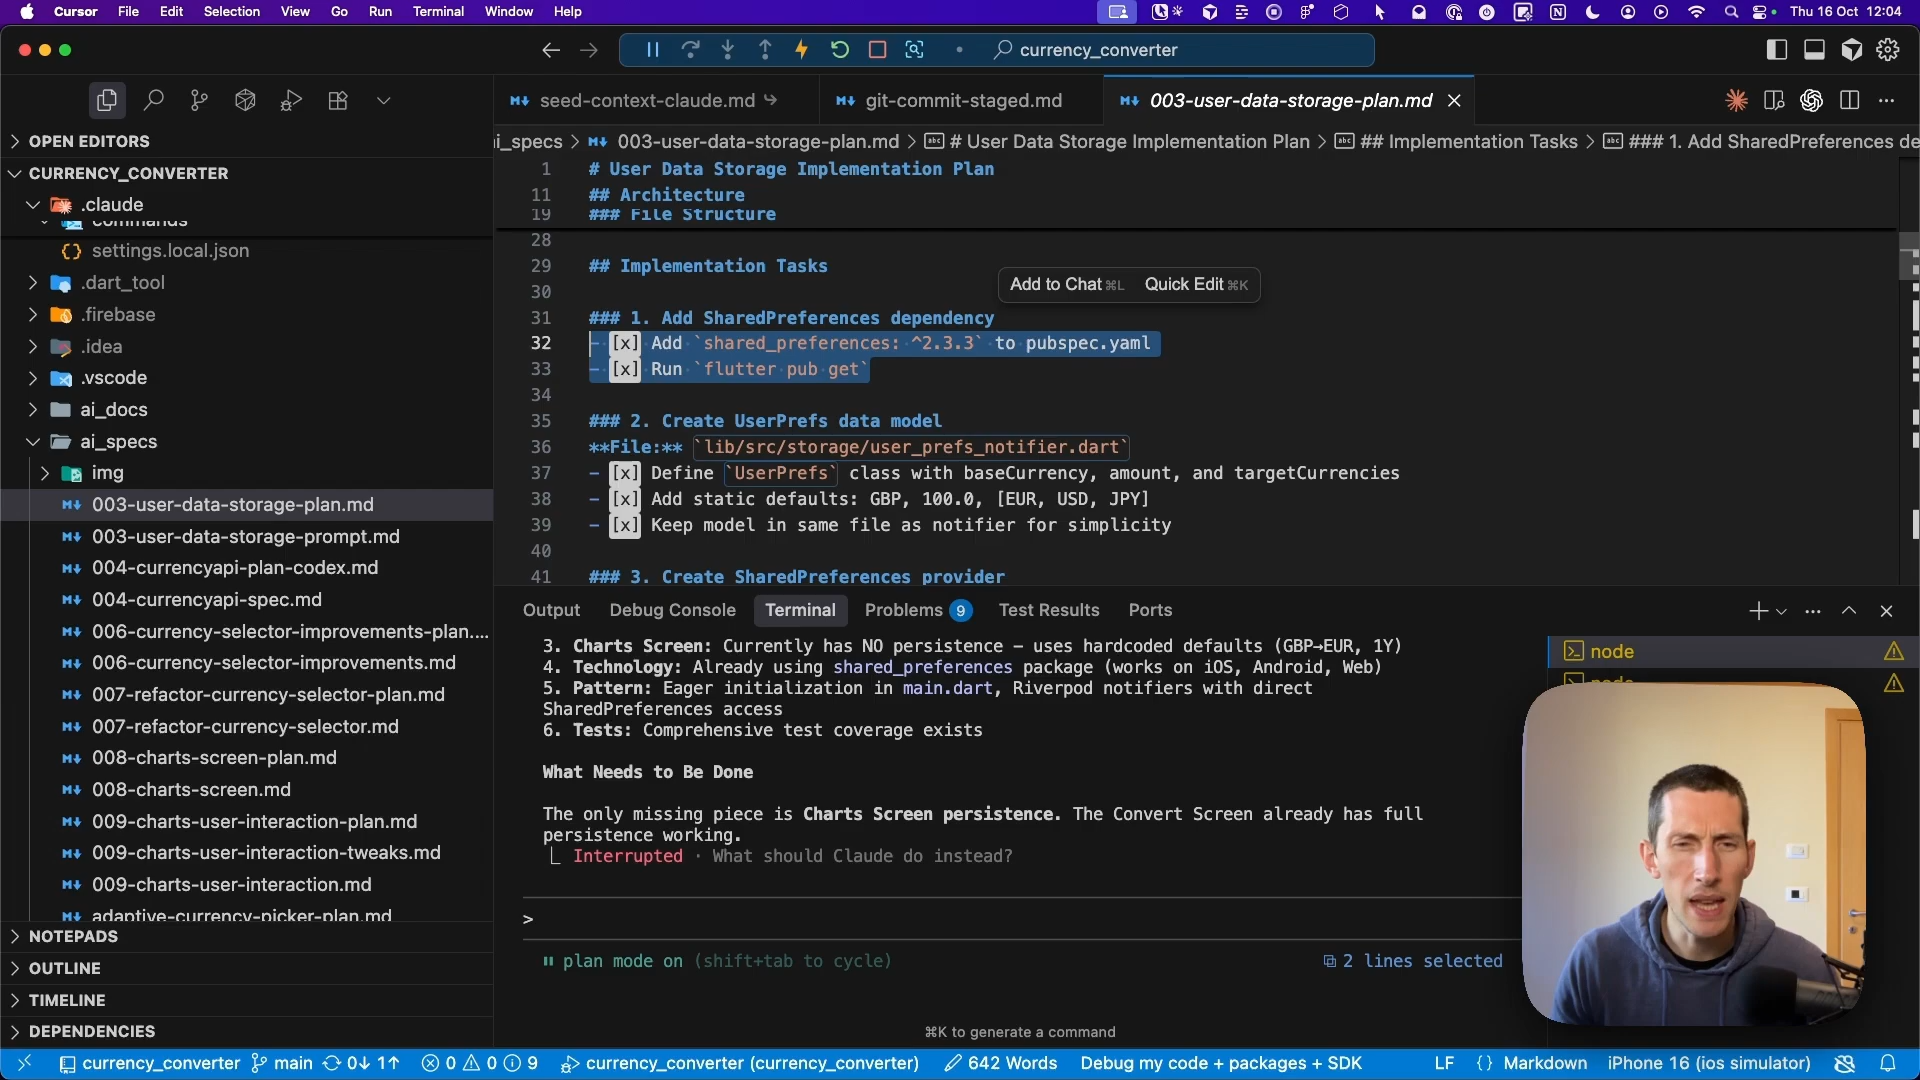 Cursor File Edit Selection View Go Run Terminal Window Help
Thu 16 Oct 12:04
currency_converter
seed-context-claude.md
git-commit-staged.md
003-user-data-storage-plan.md
OPEN EDITORS
ai_specs > 003-user-data-storage-plan.md > # User Data Storage Implementation Plan > ## Implementation Tasks > ### 1. Add SharedPreferences de
CURRENCY_CONVERTER
.claude
commands
settings.local.json
.dart_tool
.firebase
.idea
.vscode
ai_docs
ai_specs
img
003-user-data-storage-plan.md
003-user-data-storage-prompt.md
004-currencyapi-plan-codex.md
004-currencyapi-spec.md
006-currency-selector-improvements-plan....
006-currency-selector-improvements.md
007-refactor-currency-selector-plan.md
007-refactor-currency-selector.md
008-charts-screen-plan.md
008-charts-screen.md
009-charts-user-interaction-plan.md
009-charts-user-interaction-tweaks.md
009-charts-user-interaction.md
adaptive-currency-picker-plan.md
NOTEPADS
OUTLINE
TIMELINE
DEPENDENCIES
1 # User Data Storage Implementation Plan
11 ## Architecture
19 ### File Structure
28
29 ## Implementation Tasks
30
Add to Chat ⌘L Quick Edit ⌘K
31 ### 1. Add SharedPreferences dependency
32 - [x] Add `shared_preferences: ^2.3.3` to pubspec.yaml
33 - [x] Run `flutter pub get`
34
35 ### 2. Create UserPrefs data model
36 **File:** `lib/src/storage/user_prefs_notifier.dart`
37 - [x] Define `UserPrefs` class with baseCurrency, amount, and targetCurrencies
38 - [x] Add static defaults: GBP, 100.0, [EUR, USD, JPY]
39 - [x] Keep model in same file as notifier for simplicity
40
41 ### 3. Create SharedPreferences provider
Output Debug Console Terminal Problems 9 Test Results Ports
3. Charts Screen: Currently has NO persistence – uses hardcoded defaults (GBP→EUR, 1Y)
4. Technology: Already using shared_preferences package (works on iOS, Android, Web)
5. Pattern: Eager initialization in main.dart, Riverpod notifiers with direct
SharedPreferences access
6. Tests: Comprehensive test coverage exists
What Needs to Be Done
The only missing piece is Charts Screen persistence. The Convert Screen already has full
persistence working.
Interrupted · What should Claude do instead?
>
plan mode on (shift+tab to cycle)
2 lines selected
⌘K to generate a command
node
node
currency_converter main 0↓ 1↑ 0 0 9 currency_converter (currency_converter) 642 Words Debug my code + packages + SDK LF {} Markdown iPhone 16 (ios simulator)